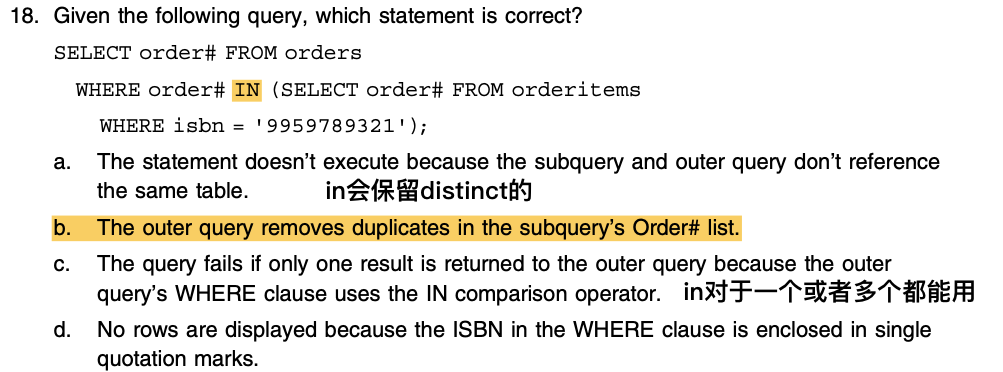 18. Given the following query, which statement is correct?
SELECT order# FROM orders
WHERE order# IN (SELECT order# FROM orderitems
WHERE isbn = '9959789321');
a. The statement doesn’t execute because the subquery and outer query don’t reference
the same table. in会保留distinct的
b. The outer query removes duplicates in the subquery’s Order# list.
c. The query fails if only one result is returned to the outer query because the outer
query’s WHERE clause uses the IN comparison operator. in对于一个或者多个都能用
d. No rows are displayed because the ISBN in the WHERE clause is enclosed in single
quotation marks.